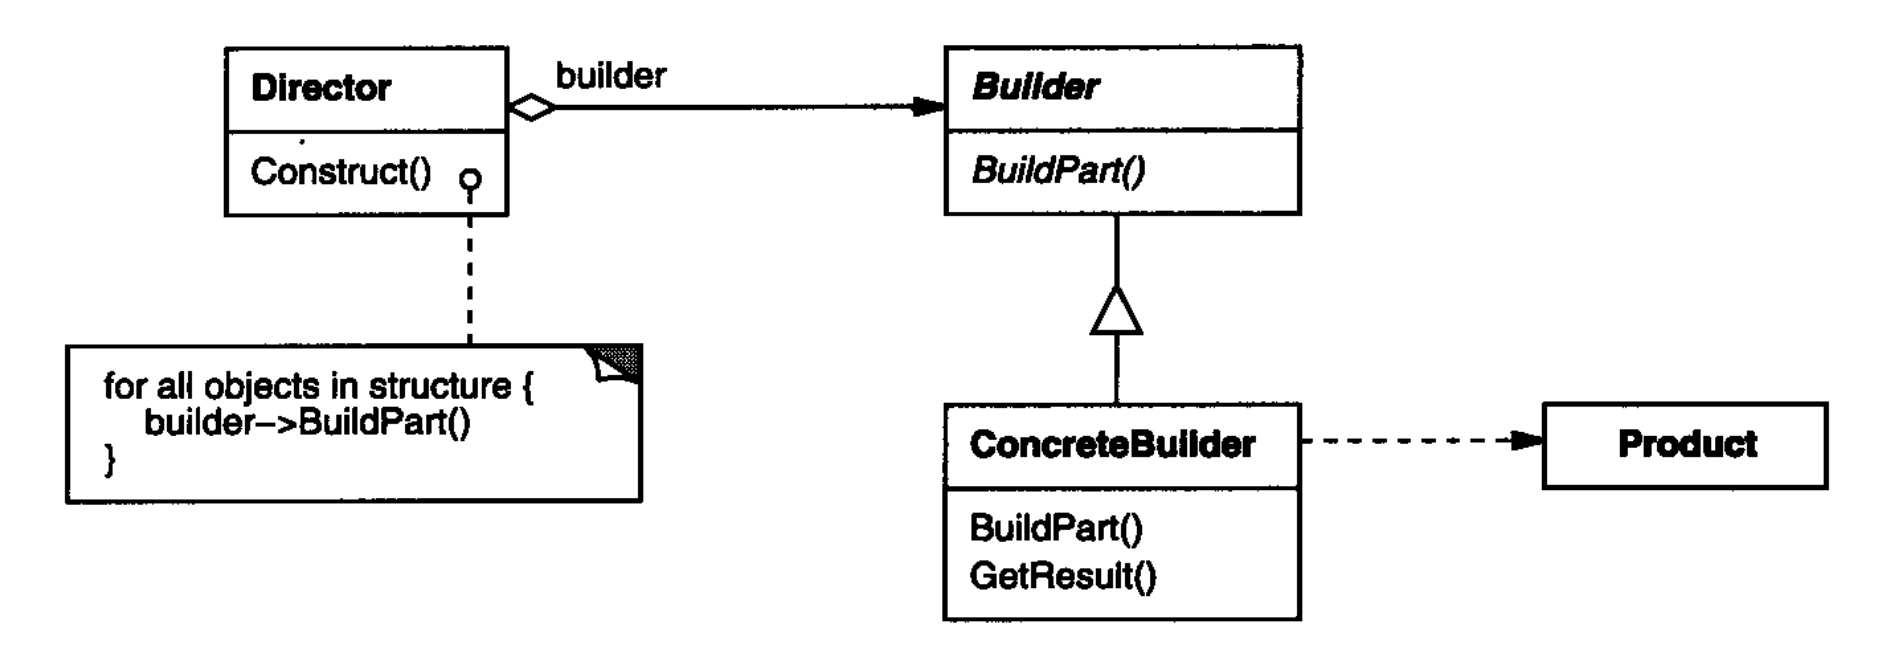 Director
builder
Builder
Construct()
BuildPart()
for all objects in structure {
builder–>BuildPart()
}
ConcreteBuilder
Product
BuildPart()
GetResult()